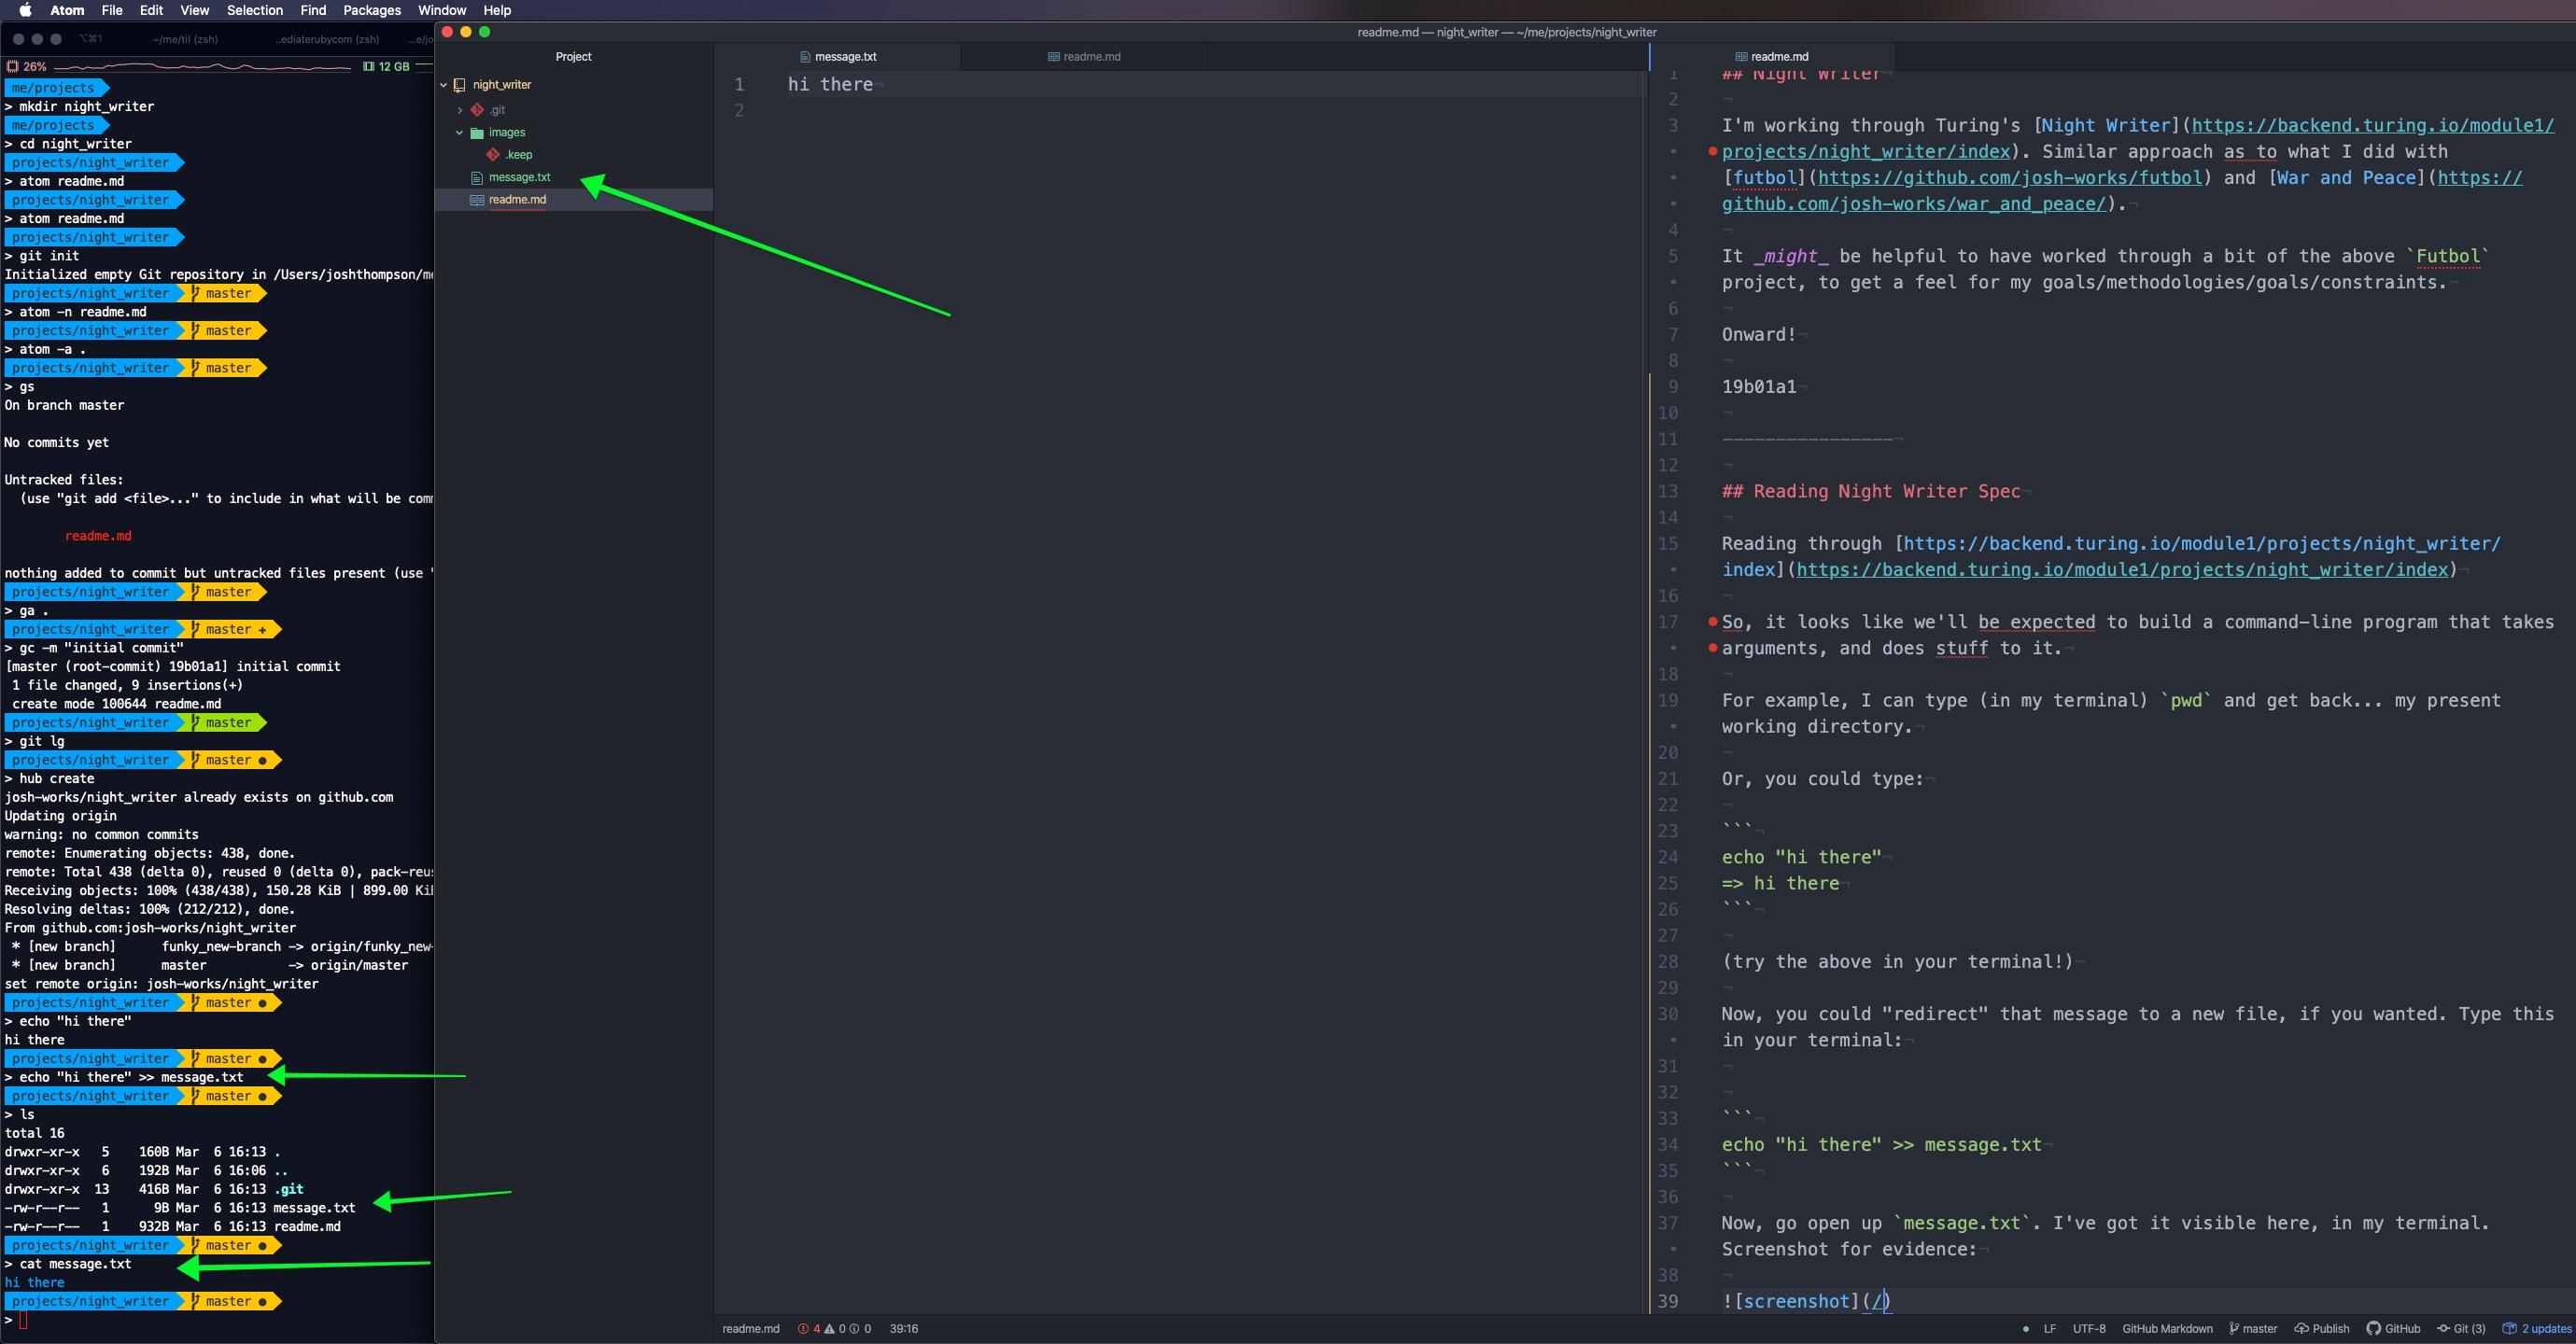 Atom File Edit View Selection Find Packages Window Help
⌥⌘1 ~/me/til (zsh) ..ediaterubycom (zsh) ...e/jo
26% 12 GB
me/projects
> mkdir night_writer
me/projects
> cd night_writer
projects/night_writer
> atom readme.md
projects/night_writer
> atom readme.md
projects/night_writer
> git init
Initialized empty Git repository in /Users/joshthompson/m
projects/night_writer master
> atom -n readme.md
projects/night_writer master
> atom -a .
projects/night_writer master
> gs
On branch master
No commits yet
Untracked files:
(use "git add <file>..." to include in what will be com
readme.md
nothing added to commit but untracked files present (use "
projects/night_writer master
> ga .
projects/night_writer master +
> gc -m "initial commit"
[master (root-commit) 19b01a1] initial commit
1 file changed, 9 insertions(+)
create mode 100644 readme.md
projects/night_writer master
> git lg
projects/night_writer master ●
> hub create
josh-works/night_writer already exists on github.com
Updating origin
warning: no common commits
remote: Enumerating objects: 438, done.
remote: Total 438 (delta 0), reused 0 (delta 0), pack-reu
Receiving objects: 100% (438/438), 150.28 KiB | 899.00 Ki
Resolving deltas: 100% (212/212), done.
From github.com:josh-works/night_writer
* [new branch] funky_new-branch -> origin/funky_new-
* [new branch] master -> origin/master
set remote origin: josh-works/night_writer
projects/night_writer master ●
> echo "hi there"
hi there
projects/night_writer master ●
> echo "hi there" >> message.txt
projects/night_writer master ●
> ls
total 16
drwxr-xr-x 5 160B Mar 6 16:13 .
drwxr-xr-x 6 192B Mar 6 16:06 ..
drwxr-xr-x 13 416B Mar 6 16:13 .git
-rw-r--r-- 1 9B Mar 6 16:13 message.txt
-rw-r--r-- 1 932B Mar 6 16:13 readme.md
projects/night_writer master ●
> cat message.txt
hi there
projects/night_writer master ●
>
readme.md — night_writer — ~/me/projects/night_writer
Project
night_writer
.git
images
.keep
message.txt
readme.md
message.txt readme.md
1 hi there
2
readme.md
1 ## Night Writer
2
3 I'm working through Turing's [Night Writer](https://backend.turing.io/module1/
projects/night_writer/index). Similar approach as to what I did with
[futbol](https://github.com/josh-works/futbol) and [War and Peace](https://
github.com/josh-works/war_and_peace/).
4
5 It _might_ be helpful to have worked through a bit of the above `Futbol`
project, to get a feel for my goals/methodologies/goals/constraints.
6
7 Onward!
8
9 19b01a1
10
11 ----------------
12
13 ## Reading Night Writer Spec
14
15 Reading through [https://backend.turing.io/module1/projects/night_writer/
index](https://backend.turing.io/module1/projects/night_writer/index)
16
17 So, it looks like we'll be expected to build a command-line program that takes
arguments, and does stuff to it.
18
19 For example, I can type (in my terminal) `pwd` and get back... my present
working directory.
20
21 Or, you could type:
22
23 ```
24 echo "hi there"
25 => hi there
26 ```
27
28 (try the above in your terminal!)
29
30 Now, you could "redirect" that message to a new file, if you wanted. Type this
in your terminal:
31
32
33 ```
34 echo "hi there" >> message.txt
35 ```
36
37 Now, go open up `message.txt`. I've got it visible here, in my terminal.
Screenshot for evidence:
38
39 ![screenshot](/)
readme.md 4 0 0 39:16
LF UTF-8 GitHub Markdown master Publish GitHub Git (3) 2 updates